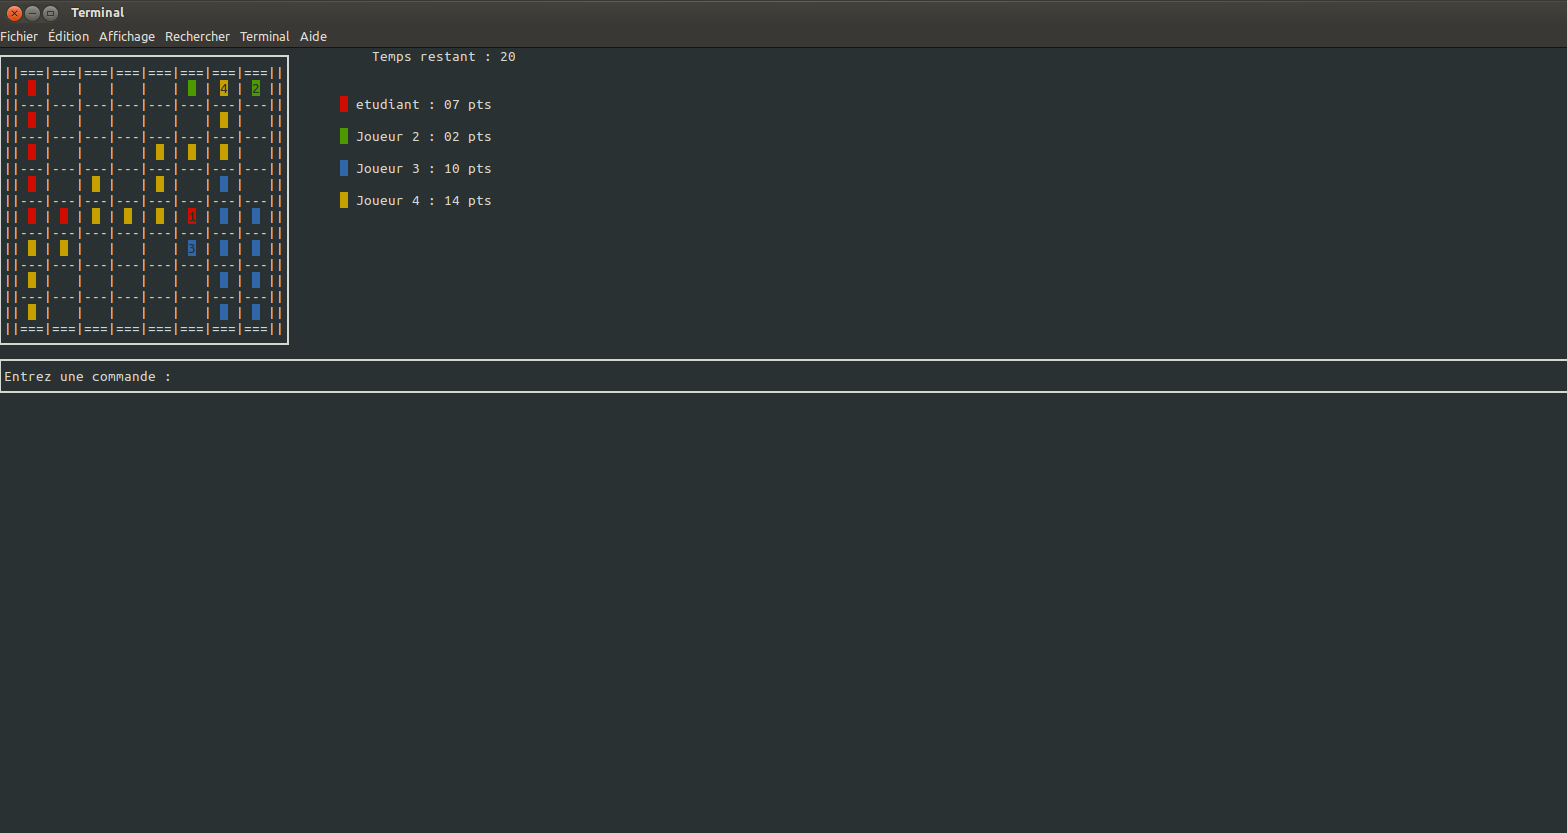 Terminal
Fichier Édition Affichage Rechercher Terminal Aide
Temps restant : 20
||===|===|===|===|===|===|===|===||
||   |   |   |   |   |   | 4 | 2 ||
||---|---|---|---|---|---|---|---||
||   |   |   |   |   |   |   |   ||
||---|---|---|---|---|---|---|---||
||   |   |   |   |   |   |   |   ||
||---|---|---|---|---|---|---|---||
||   |   |   |   |   |   |   |   ||
||---|---|---|---|---|---|---|---||
||   |   |   |   |   | 1 |   |   ||
||---|---|---|---|---|---|---|---||
||   |   |   |   |   | 3 |   |   ||
||---|---|---|---|---|---|---|---||
||   |   |   |   |   |   |   |   ||
||---|---|---|---|---|---|---|---||
||   |   |   |   |   |   |   |   ||
||===|===|===|===|===|===|===|===||
etudiant : 07 pts
Joueur 2 : 02 pts
Joueur 3 : 10 pts
Joueur 4 : 14 pts
Entrez une commande :